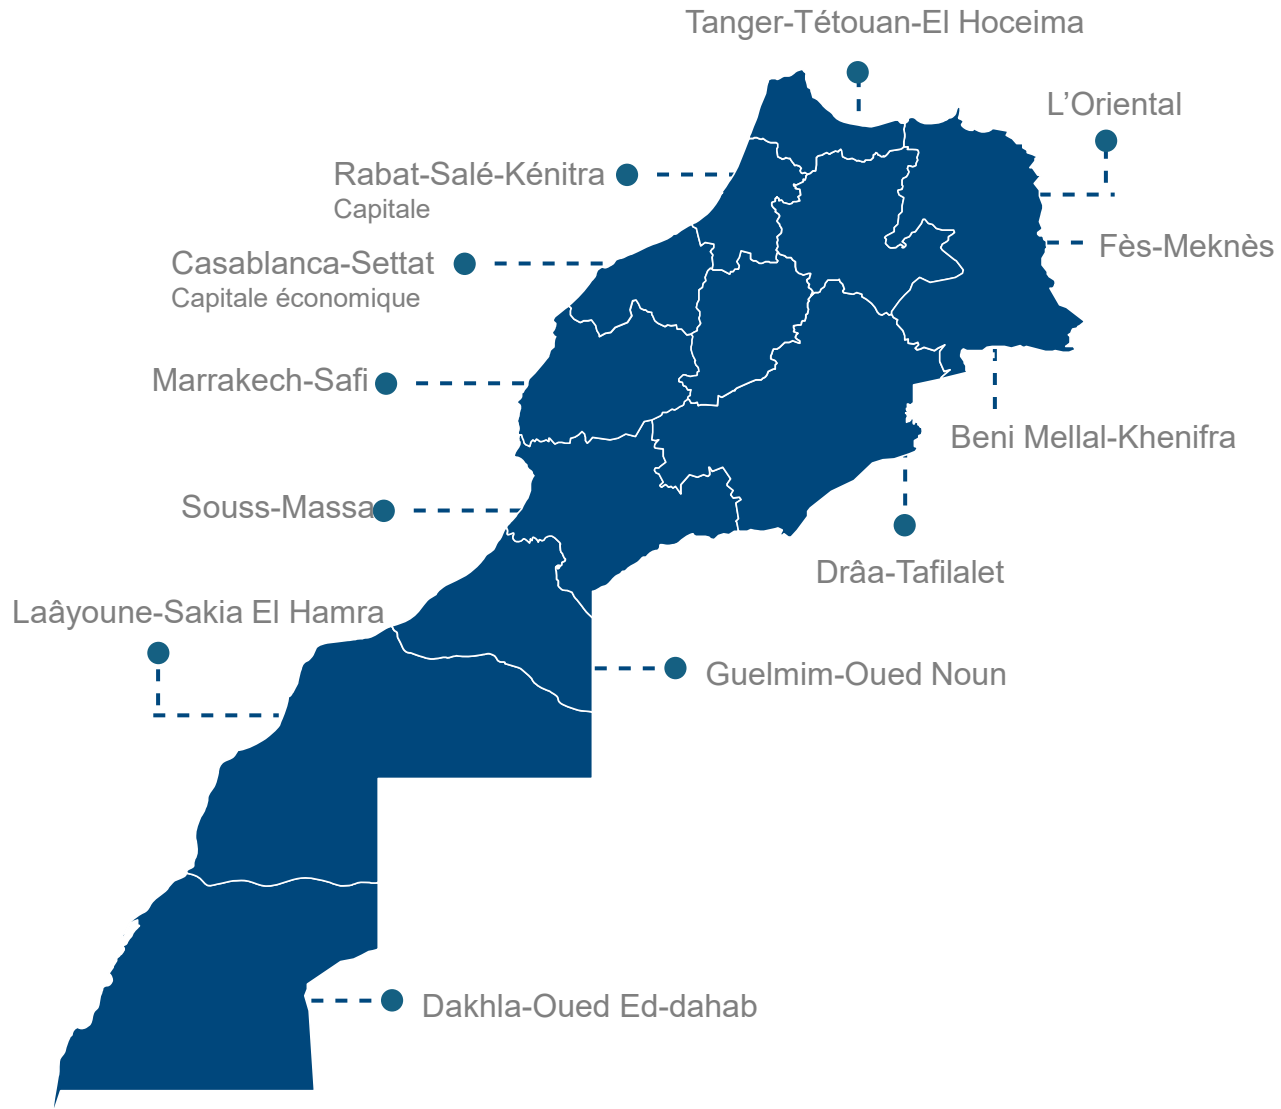 Tanger-Tétouan-El Hoceima
L’Oriental
Rabat-Salé-Kénitra
Capitale
Fès-Meknès
Casablanca-Settat
Capitale économique
Marrakech-Safi
Beni Mellal-Khenifra
Souss-Massa
Drâa-Tafilalet
Laâyoune-Sakia El Hamra
Guelmim-Oued Noun
Dakhla-Oued Ed-dahab